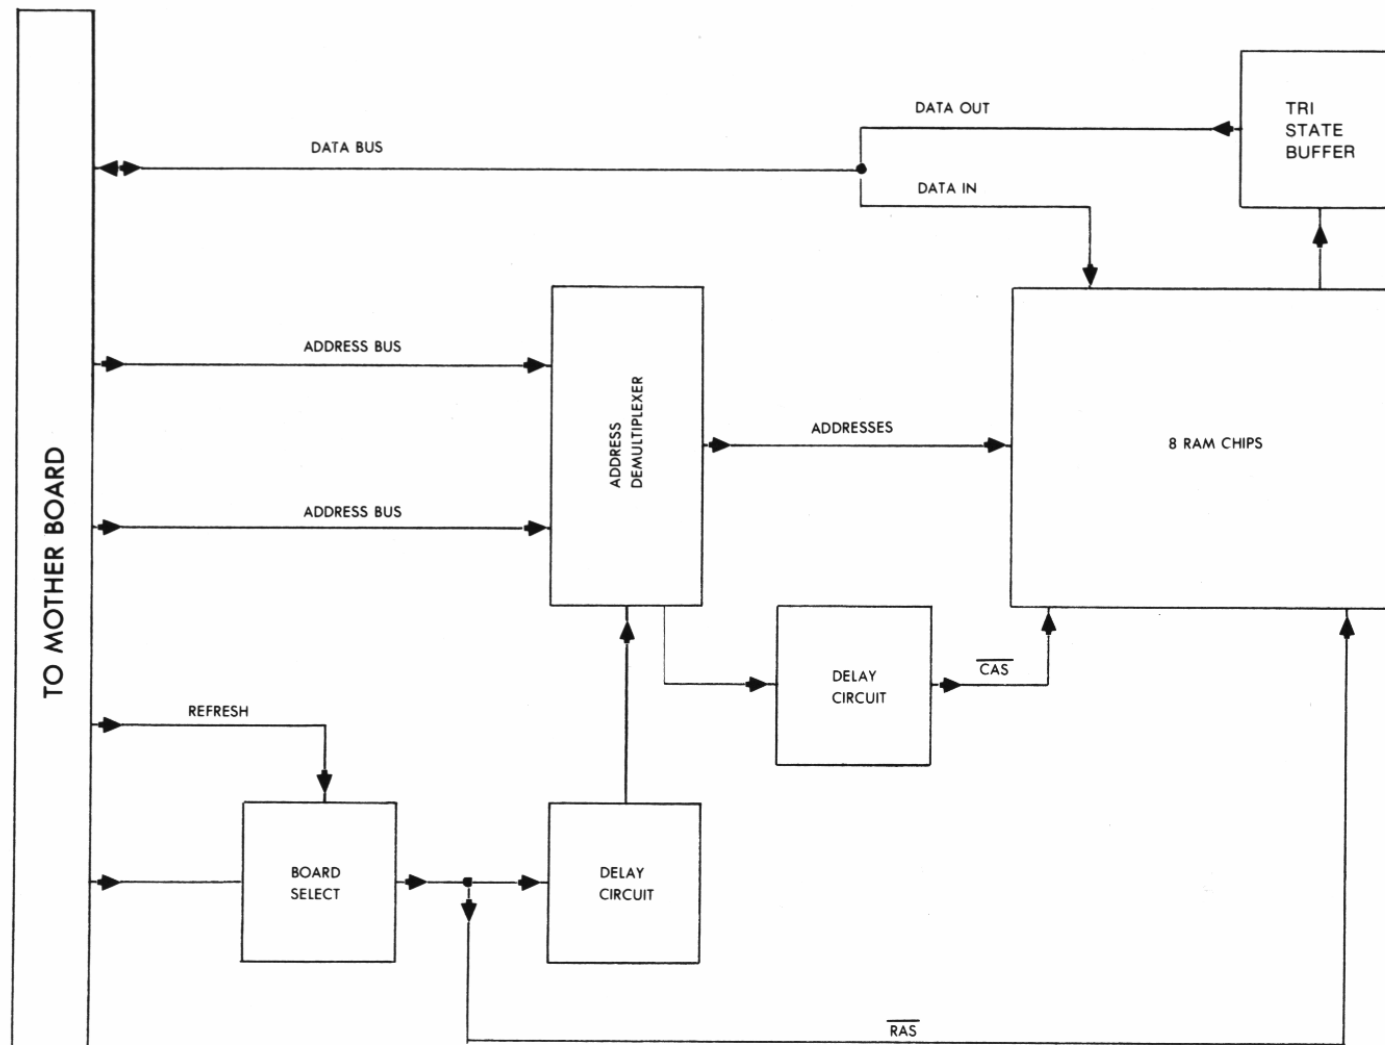 DATA OUT
TRI
STATE
BUFFER
DATA BUS
DATA IN
ADDRESS BUS
ADDRESS
DEMULTIPLEXER
ADDRESSES
8 RAM CHIPS
ADDRESS BUS
TO MOTHER BOARD
DELAY
CIRCUIT
CAS
REFRESH
BOARD
SELECT
DELAY
CIRCUIT
RAS